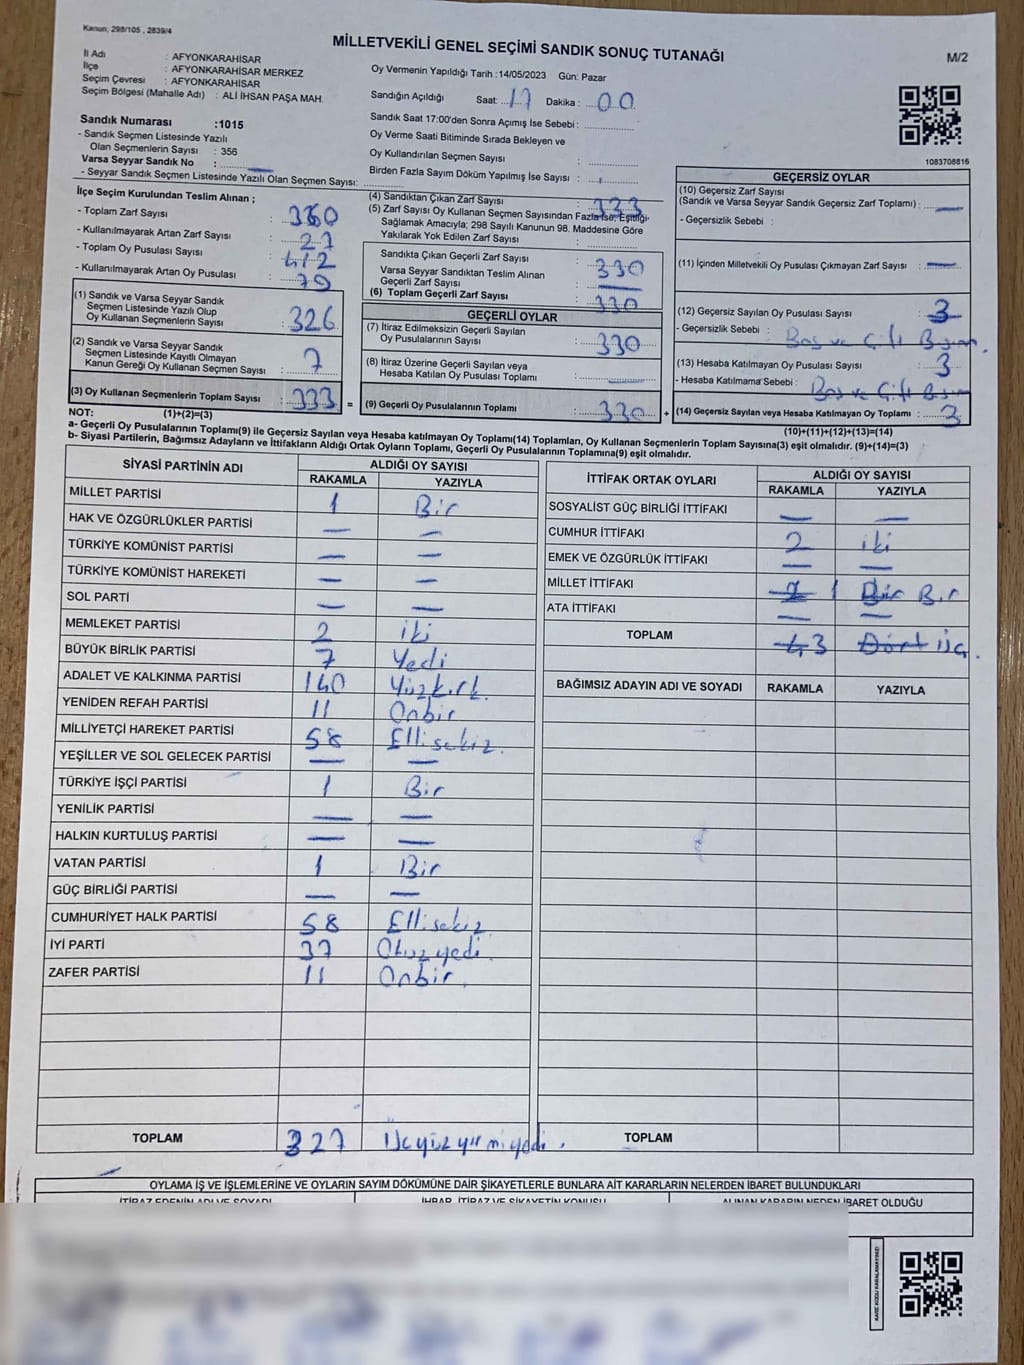 Kanun; 298/105 , 2839/4
MİLLETVEKİLİ GENEL SEÇİMİ SANDIK SONUÇ TUTANAĞI
M/2
İl Adı : AFYONKARAHİSAR
İlçe : AFYONKARAHİSAR MERKEZ
Seçim Çevresi : AFYONKARAHİSAR
Seçim Bölgesi (Mahalle Adı) : ALİ İHSAN PAŞA MAH.
Sandık Numarası :1015
- Sandık Seçmen Listesinde Yazılı
Olan Seçmenlerin Sayısı : 356
Varsa Seyyar Sandık No : —
- Seyyar Sandık Seçmen Listesinde Yazılı Olan Seçmen Sayısı:
Oy Vermenin Yapıldığı Tarih :14/05/2023 Gün: Pazar
Sandığın Açıldığı Saat: 17 Dakika : 00
Sandık Saat 17:00'den Sonra Açımış İse Sebebi :
Oy Verme Saati Bitiminde Sırada Bekleyen ve
Oy Kullandırılan Seçmen Sayısı :
Birden Fazla Sayım Döküm Yapılmış İse Sayısı :
1083708816
İlçe Seçim Kurulundan Teslim Alınan ;
- Toplam Zarf Sayısı : 360
- Kullanılmayarak Artan Zarf Sayısı : 27
- Toplam Oy Pusulası Sayısı : 412
- Kullanılmayarak Artan Oy Pusulası : 79
(1) Sandık ve Varsa Seyyar Sandık
Seçmen Listesinde Yazılı Olup
Oy Kullanan Seçmenlerin Sayısı : 326
(2) Sandık ve Varsa Seyyar Sandık
Seçmen Listesinde Kayıtlı Olmayan
Kanun Gereği Oy Kullanan Seçmen Sayısı : 7
(3) Oy Kullanan Seçmenlerin Toplam Sayısı : 333 =
(4) Sandıktan Çıkan Zarf Sayısı : 333
(5) Zarf Sayısı Oy Kullanan Seçmen Sayısından Fazla İse, Eşitliği
Sağlamak Amacıyla; 298 Sayılı Kanunun 98. Maddesine Göre
Yakılarak Yok Edilen Zarf Sayısı :
Sandıkta Çıkan Geçerli Zarf Sayısı : 330
Varsa Seyyar Sandıktan Teslim Alınan
Geçerli Zarf Sayısı : —
(6) Toplam Geçerli Zarf Sayısı : 330
GEÇERLİ OYLAR
(7) İtiraz Edilmeksizin Geçerli Sayılan
Oy Pusulalarının Sayısı : 330
(8) İtiraz Üzerine Geçerli Sayılan veya
Hesaba Katılan Oy Pusulası Toplamı : —
(9) Geçerli Oy Pusulalarının Toplamı : 330 +
GEÇERSİZ OYLAR
(10) Geçersiz Zarf Sayısı
(Sandık ve Varsa Seyyar Sandık Geçersiz Zarf Toplamı) : —
- Geçersizlik Sebebi :
(11) İçinden Milletvekili Oy Pusulası Çıkmayan Zarf Sayısı : —
(12) Geçersiz Sayılan Oy Pusulası Sayısı : 3
- Geçersizlik Sebebi : Boş ve Çift Basım.
(13) Hesaba Katılmayan Oy Pusulası Sayısı : 3
- Hesaba Katılmama Sebebi : Boş ve Çift Basım
(14) Geçersiz Sayılan veya Hesaba Katılmayan Oy Toplamı : 3
NOT: (1)+(2)=(3)
(10)+(11)+(12)+(13)=(14)
a- Geçerli Oy Pusulasının Toplamı(9) ile Geçersiz Sayılan veya Hesaba katılmayan Oy Toplamı(14) Toplamları, Oy Kullanan Seçmenlerin Toplam Sayısına(3) eşit olmalıdır. (9)+(14)=(3)
b- Siyasi Partilerin, Bağımsız Adayların ve İttifakların Aldığı Ortak Oyların Toplamı, Geçerli Oy Pusulalarının Toplamına(9) eşit olmalıdır.
SİYASİ PARTİNİN ADI ALDIĞI OY SAYISI
RAKAMLA YAZIYLA
MİLLET PARTİSİ 1 Bir
HAK VE ÖZGÜRLÜKLER PARTİSİ — —
TÜRKİYE KOMÜNİST PARTİSİ — —
TÜRKİYE KOMÜNİST HAREKETİ — —
SOL PARTİ — —
MEMLEKET PARTİSİ 2 iki
BÜYÜK BİRLİK PARTİSİ 7 Yedi
ADALET VE KALKINMA PARTİSİ 140 Yüzkırk
YENİDEN REFAH PARTİSİ 11 Onbir
MİLLİYETÇİ HAREKET PARTİSİ 58 Ellisekiz.
YEŞİLLER VE SOL GELECEK PARTİSİ — —
TÜRKİYE İŞÇİ PARTİSİ 1 Bir
YENİLİK PARTİSİ — —
HALKIN KURTULUŞ PARTİSİ — —
VATAN PARTİSİ 1 Bir
GÜÇ BİRLİĞİ PARTİSİ — —
CUMHURİYET HALK PARTİSİ 58 Ellisekiz
İYİ PARTİ 37 Otuzyedi.
ZAFER PARTİSİ 11 Onbir
TOPLAM 327 Üçyüzyirmiyedi.
İTTİFAK ORTAK OYLARI ALDIĞI OY SAYISI
RAKAMLA YAZIYLA
SOSYALİST GÜÇ BİRLİĞİ İTTİFAKI — —
CUMHUR İTTİFAKI 2 iki
EMEK VE ÖZGÜRLÜK İTTİFAKI — —
MİLLET İTTİFAKI 1 Bir Bir
ATA İTTİFAKI — —
TOPLAM 4 3 Dört Üç.
BAĞIMSIZ ADAYIN ADI VE SOYADI RAKAMLA YAZIYLA
TOPLAM
OYLAMA İŞ VE İŞLEMLERİNE VE OYLARIN SAYIM DÖKÜMÜNE DAİR ŞİKAYETLERLE BUNLARA AİT KARARLARIN NELERDEN İBARET BULUNDUKLARI
İTİRAZ EDENİN ADI VE SOYADI İHBAR, İTİRAZ VE ŞİKAYETİN KONUSU ALINAN KARARIN NEDEN İBARET OLDUĞU
KARE KODU KARALAMAYINIZ!